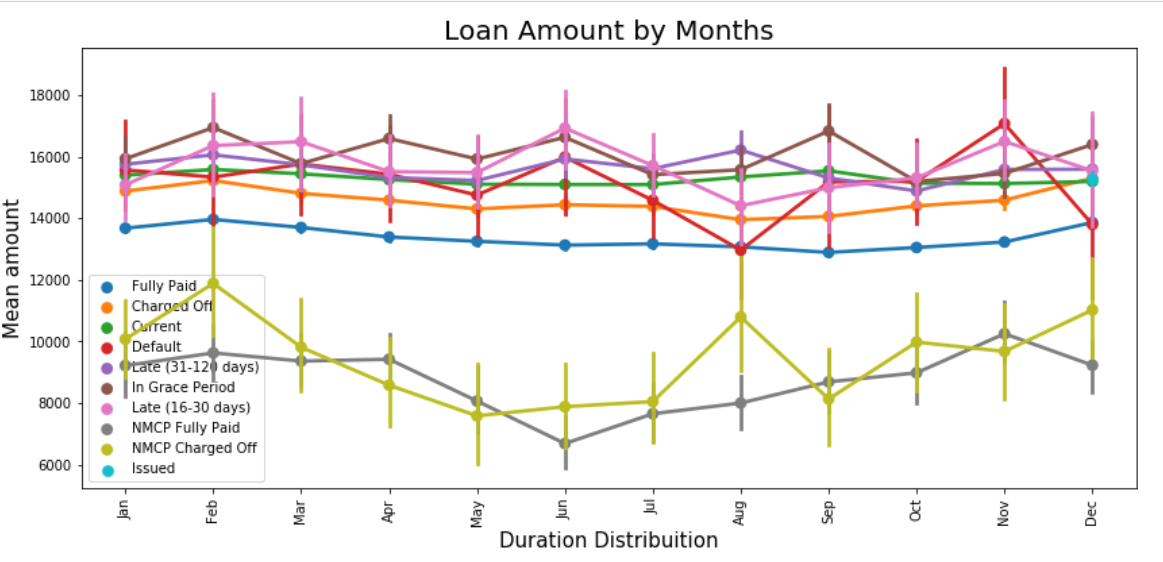 Loan Amount by Months
Mean amount
18000
16000
14000
12000
10000
8000
6000
Fully Paid
Charged Off
Current
Default
Late (31-120 days)
In Grace Period
Late (16-30 days)
NMCP Fully Paid
NMCP Charged Off
Issued
Jan
Feb
Mar
Apr
May
Jun
Jul
Aug
Sep
Oct
Nov
Dec
Duration Distribuition